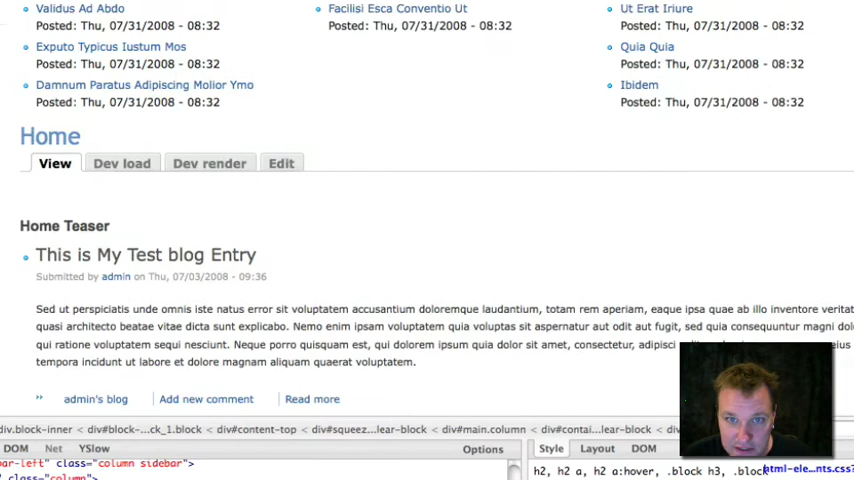 Validus Ad Abdo
Posted: Thu, 07/31/2008 - 08:32
Exputo Typicus Iustum Mos
Posted: Thu, 07/31/2008 - 08:32
Damnum Paratus Adipiscing Molior Ymo
Posted: Thu, 07/31/2008 - 08:32
Facilisi Esca Conventio Ut
Posted: Thu, 07/31/2008 - 08:32
Ut Erat Iriure
Posted: Thu, 07/31/2008 - 08:32
Quia Quia
Posted: Thu, 07/31/2008 - 08:32
Ibidem
Posted: Thu, 07/31/2008 - 08:32
Home
View Dev load Dev render Edit
Home Teaser
This is My Test blog Entry
Submitted by admin on Thu, 07/03/2008 - 09:36
Sed ut perspiciatis unde omnis iste natus error sit voluptatem accusantium doloremque laudantium, totam rem aperiam, eaque ipsa quae ab illo inventore veritat
quasi architecto beatae vitae dicta sunt explicabo. Nemo enim ipsam voluptatem quia voluptas sit aspernatur aut odit aut fugit, sed quia consequuntur magni dolo
qui ratione voluptatem sequi nesciunt. Neque porro quisquam est, qui dolorem ipsum quia dolor sit amet, consectetur, adipisci eius
tempora incidunt ut labore et dolore magnam aliquam quaerat voluptatem.
admin's blog Add new comment Read more
div.block-inner < div#block-...ck_1.block < div#content-top < div#squeez...lear-block < div#main.column < div#contai...lear-block <
DOM Net YSlow Options Style Layout DOM
bar-left" class="column sidebar">
class="column">
h2, h2 a, h2 a:hover, .block h3, .block
html-ele...nts.css?